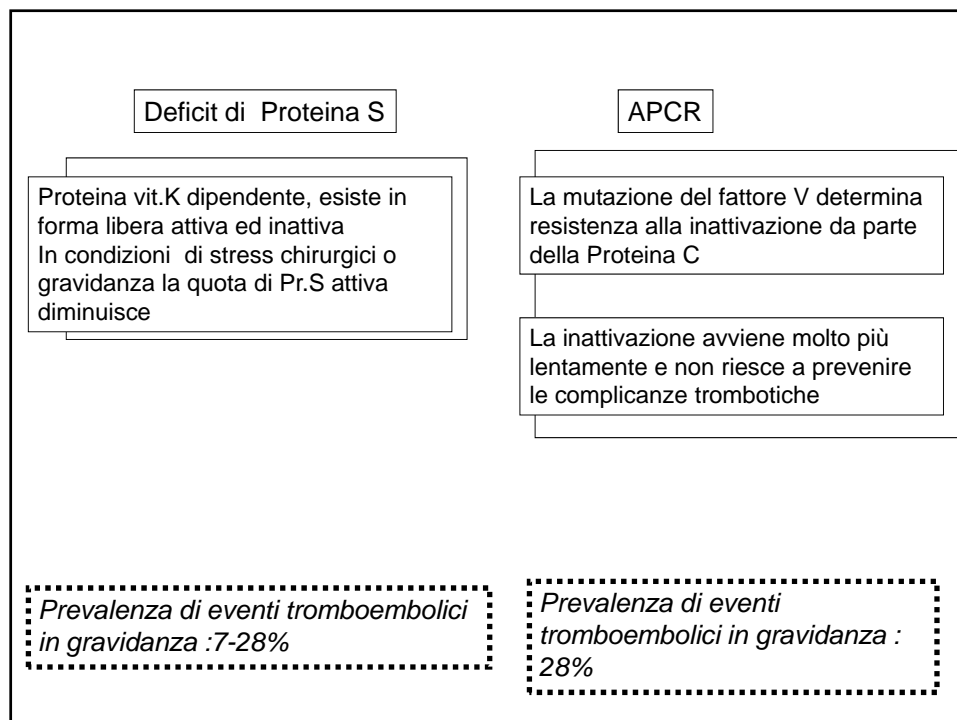 Deficit di Proteina S
Proteina vit.K dipendente, esiste in
forma libera attiva ed inattiva
In condizioni di stress chirurgici o
gravidanza la quota di Pr.S attiva
diminuisce
Prevalenza di eventi tromboembolici
in gravidanza :7-28%
APCR
La mutazione del fattore V determina
resistenza alla inattivazione da parte
della Proteina C
La inattivazione avviene molto più
lentamente e non riesce a prevenire
le complicanze trombotiche
Prevalenza di eventi
tromboembolici in gravidanza :
28%